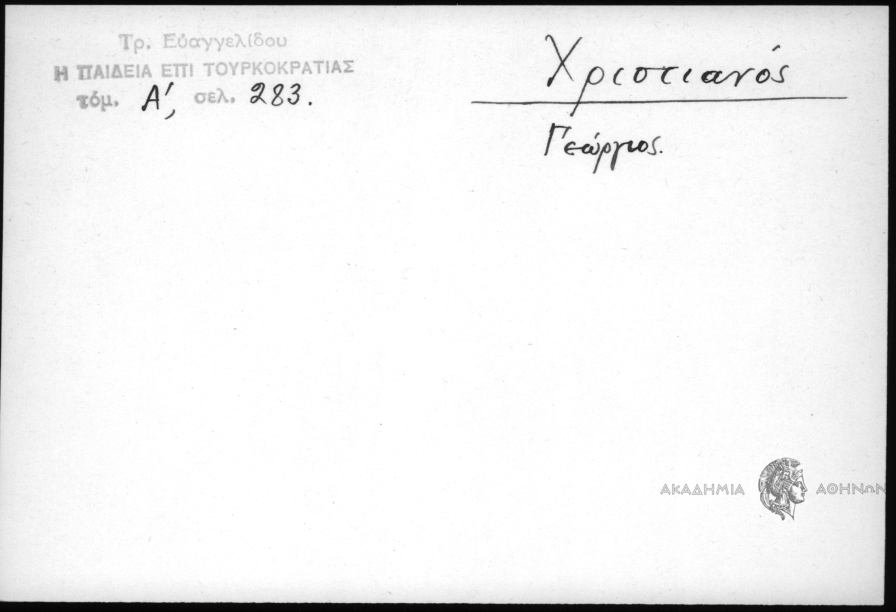 Τρ. Εὐαγγελίδου
Η ΠΑΙΔΕΙΑ ΕΠΙ ΤΟΥΡΚΟΚΡΑΤΙΑΣ
τόμ. Α', σελ. 283.
Χριστιανός
Γεώργιος.
ΑΚΑΔΗΜΙΑ ΑΘΗΝΩΝ